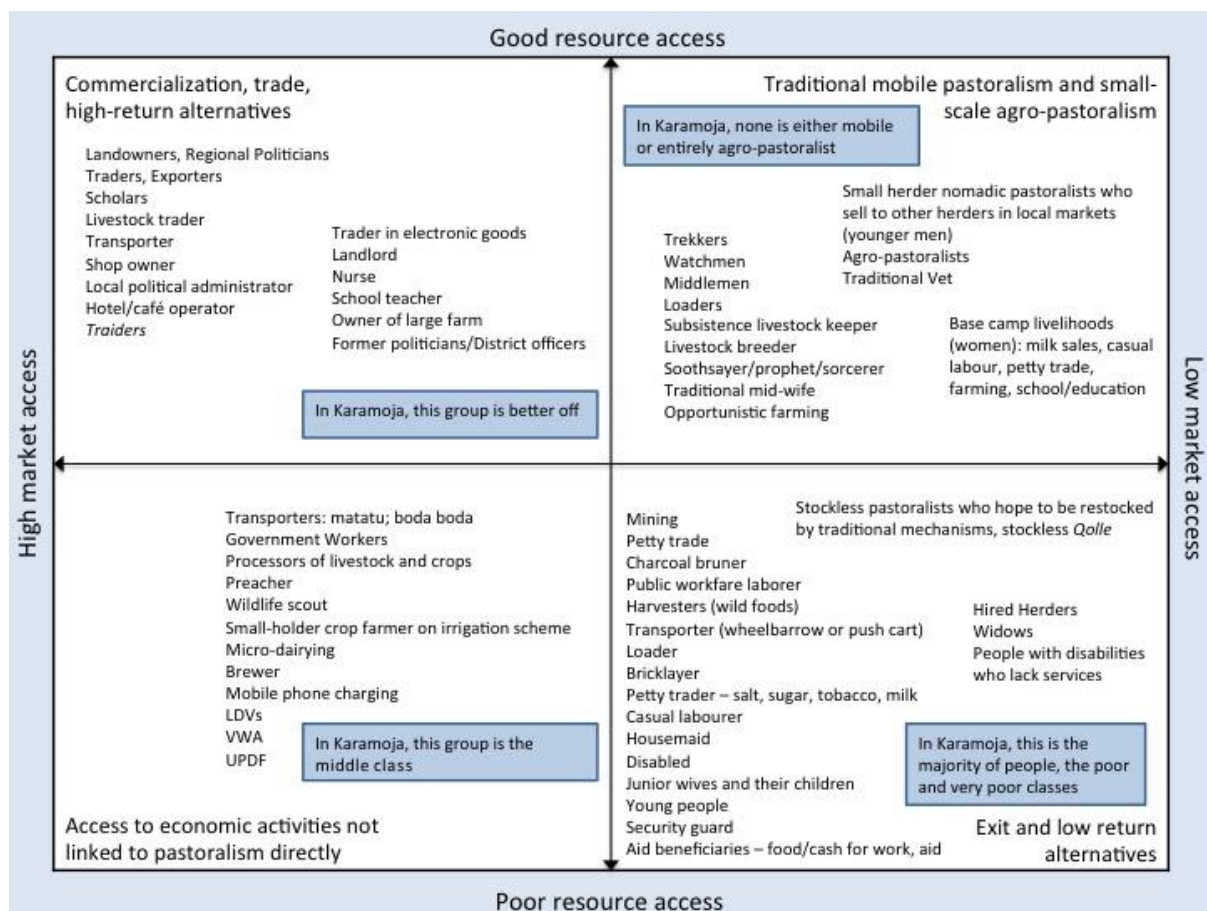 Good resource access
Commercialization, trade,
high-return alternatives
Landowners, Regional Politicians
Traders, Exporters
Scholars
Livestock trader
Transporter
Shop owner
Local political administrator
Hotel/café operator
Traiders
Trader in electronic goods
Landlord
Nurse
School teacher
Owner of large farm
Former politicians/District officers
In Karamoja, this group is better off
Traditional mobile pastoralism and small-
scale agro-pastoralism
In Karamoja, none is either mobile
or entirely agro-pastoralist
Small herder nomadic pastoralists who
sell to other herders in local markets
(younger men)
Agro-pastoralists
Traditional Vet
Trekkers
Watchmen
Middlemen
Loaders
Subsistence livestock keeper
Livestock breeder
Soothsayer/prophet/sorcerer
Traditional mid-wife
Opportunistic farming
Base camp livelihoods
(women): milk sales, casual
labour, petty trade,
farming, school/education
High market access
Low market access
Transporters: matatu; boda boda
Government Workers
Processors of livestock and crops
Preacher
Wildlife scout
Small-holder crop farmer on irrigation scheme
Micro-dairying
Brewer
Mobile phone charging
LDVs
VWA
UPDF
In Karamoja, this group is the
middle class
Access to economic activities not
linked to pastoralism directly
Stockless pastoralists who hope to be restocked
by traditional mechanisms, stockless Qolle
Mining
Petty trade
Charcoal bruner
Public workfare laborer
Harvesters (wild foods)
Transporter (wheelbarrow or push cart)
Loader
Bricklayer
Petty trader – salt, sugar, tobacco, milk
Casual labourer
Housemaid
Disabled
Junior wives and their children
Young people
Security guard
Aid beneficiaries – food/cash for work, aid
Hired Herders
Widows
People with disabilities
who lack services
In Karamoja, this is the
majority of people, the poor
and very poor classes
Exit and low return
alternatives
Poor resource access